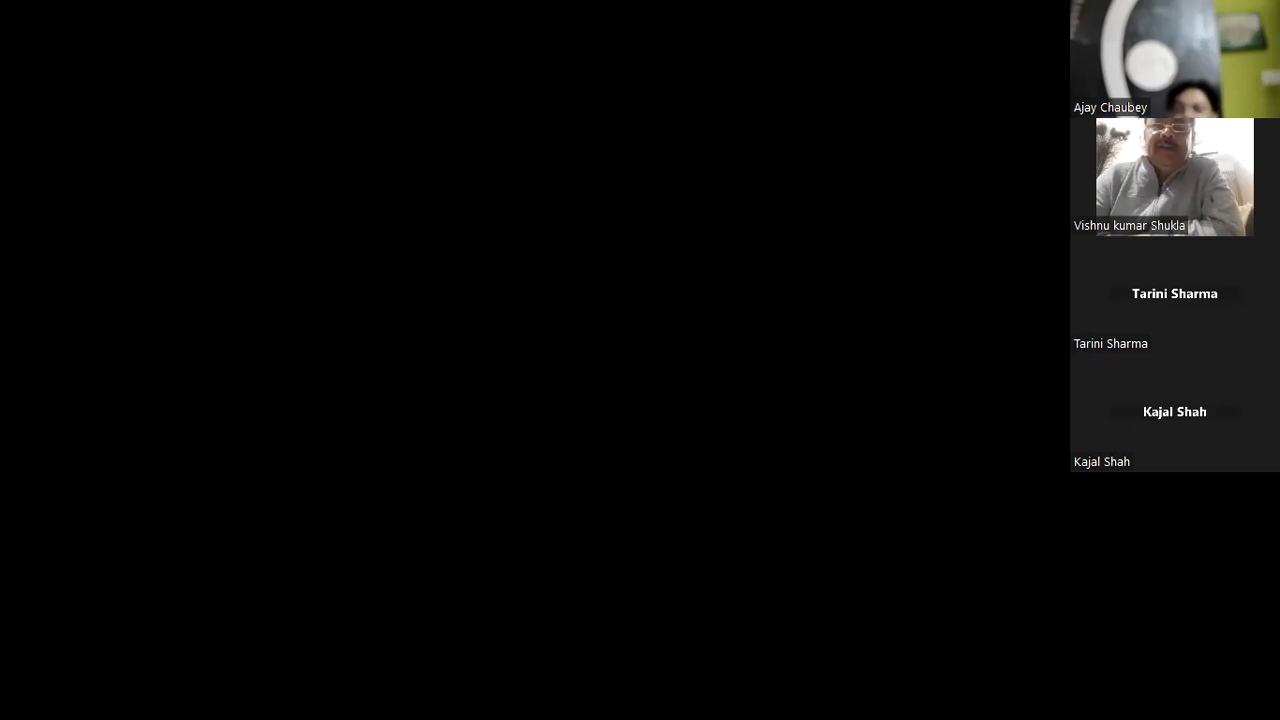 Ajay Chaubey
Vishnu kumar Shukla
Tarini Sharma
Tarini Sharma
Kajal Shah
Kajal Shah